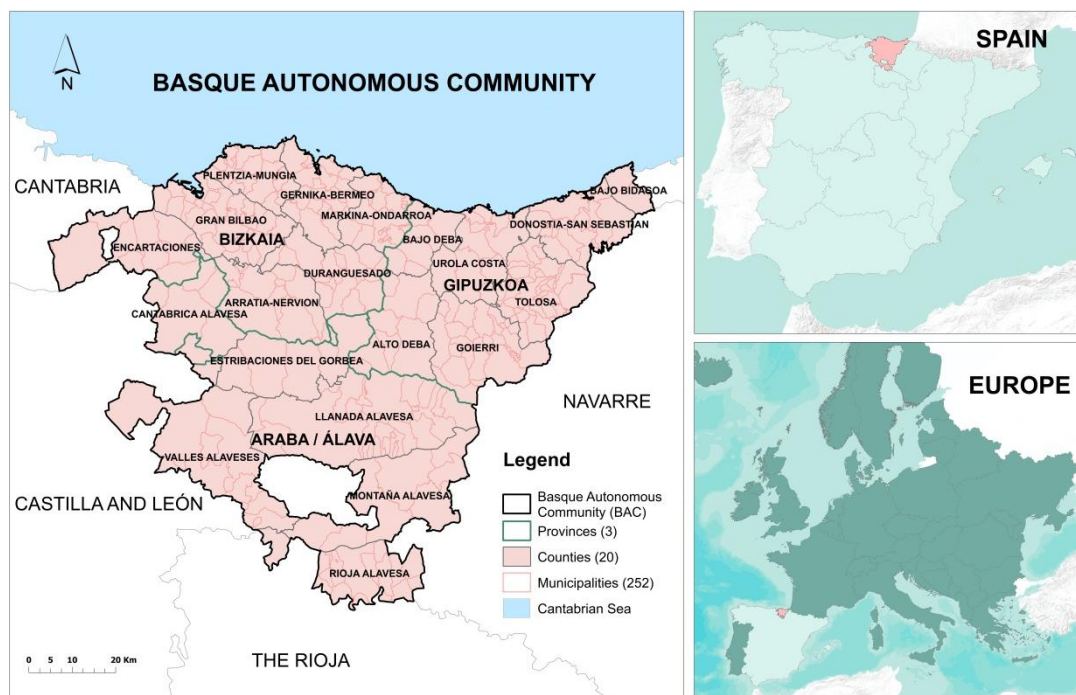 BASQUE AUTONOMOUS COMMUNITY
N
CANTABRIA
PLENTZIA-MUNGIA
GERNIKA-BERMEO
MARKINA-ONDARROA
BAJO BIDASOA
DONOSTIA-SAN SEBASTIAN
GRAN BILBAO
BIZKAIA
BAJO DEBA
ENCARTACIONES
UROLA COSTA
DURANGUESADO
GIPUZKOA
ARRATIA-NERVION
TOLOSA
CANTABRICA ALAVESA
ALTO DEBA
GOIERRI
ESTRIBACIONES DEL GORBEA
NAVARRE
LLANADA ALAVESA
ARABA / ÁLAVA
VALLES ALAVESES
MONTAÑA ALAVESA
CASTILLA AND LEÓN
RIOJA ALAVESA
THE RIOJA
0 5 10 20 Km
Legend
Basque Autonomous
Community (BAC)
Provinces (3)
Counties (20)
Municipalities (252)
Cantabrian Sea
SPAIN
EUROPE